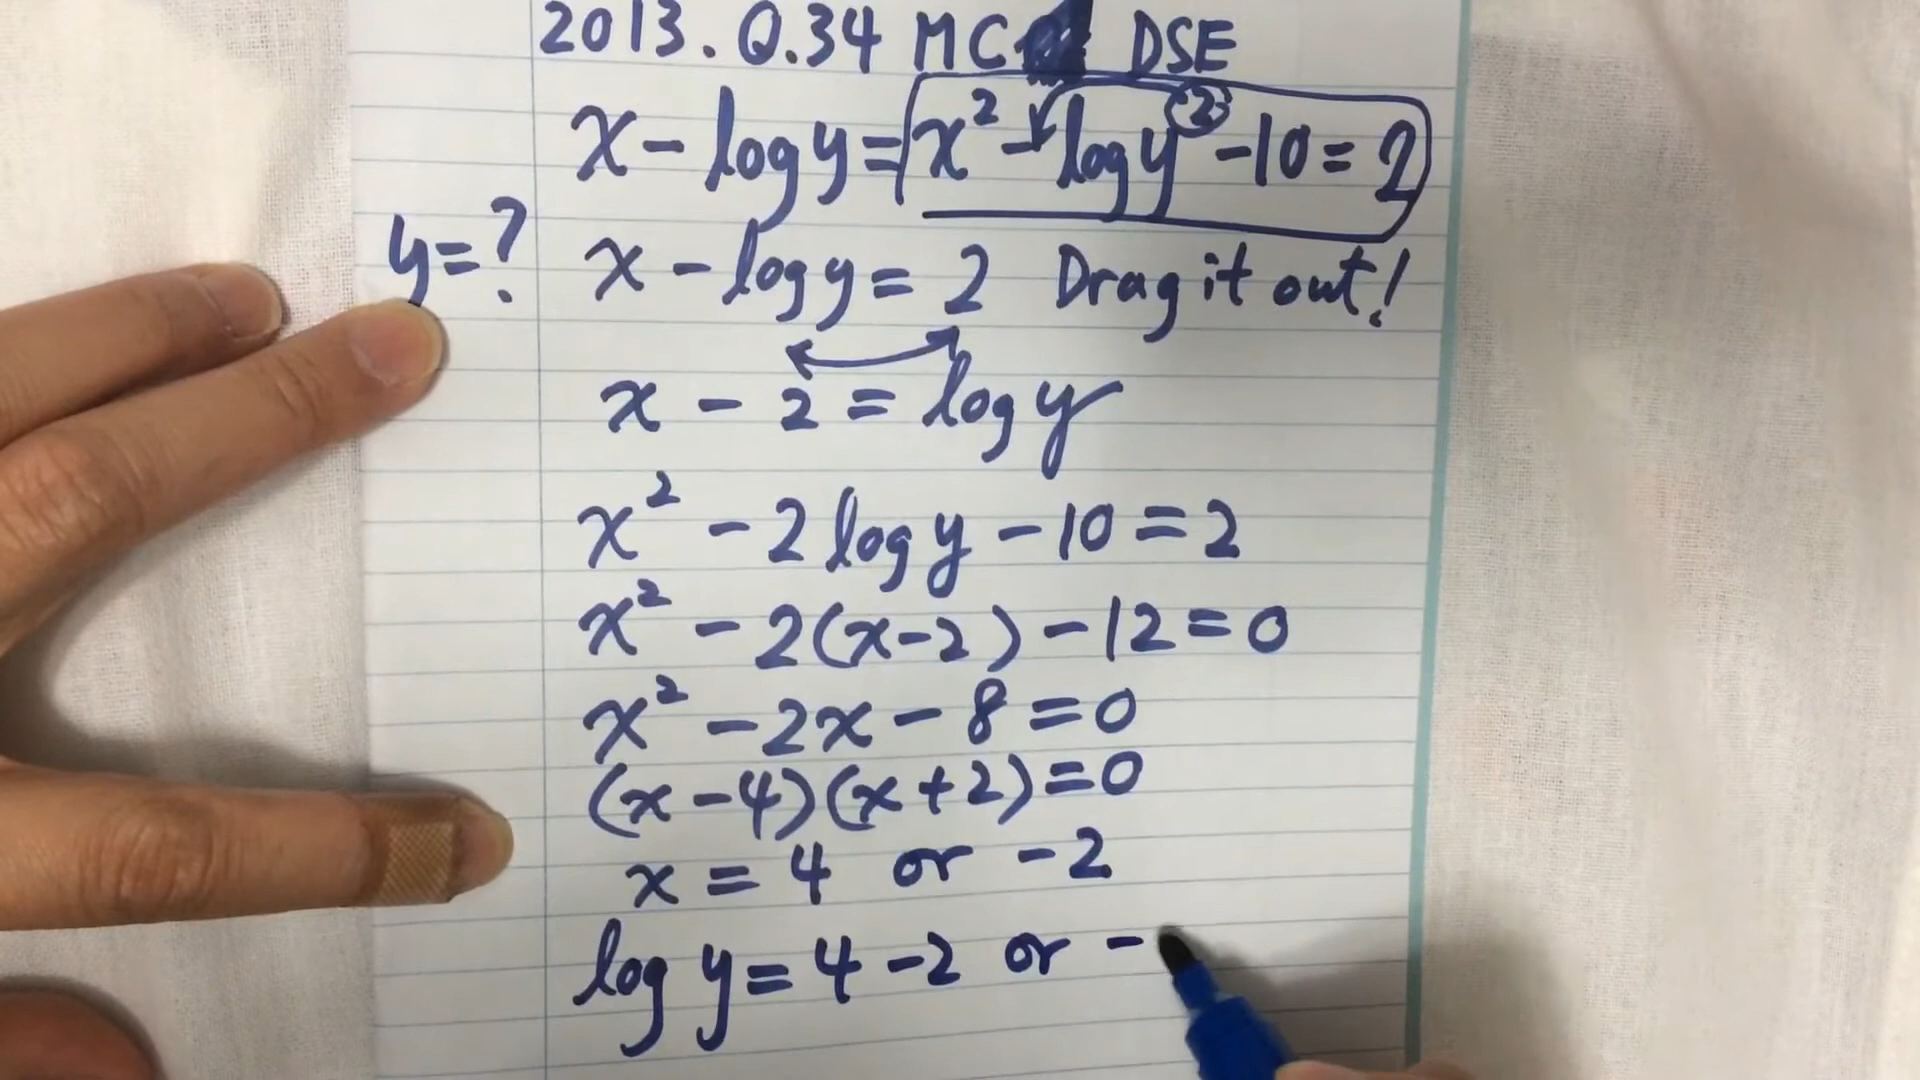 2013. Q.34 MC DSE
x - log y = x² - log y² - 10 = 2
y = ?
x - log y = 2 Drag it out!
x - 2 = log y
x² - 2 log y - 10 = 2
x² - 2(x-2) - 12 = 0
x² - 2x - 8 = 0
(x - 4)(x + 2) = 0
x = 4 or -2
log y = 4 - 2 or -